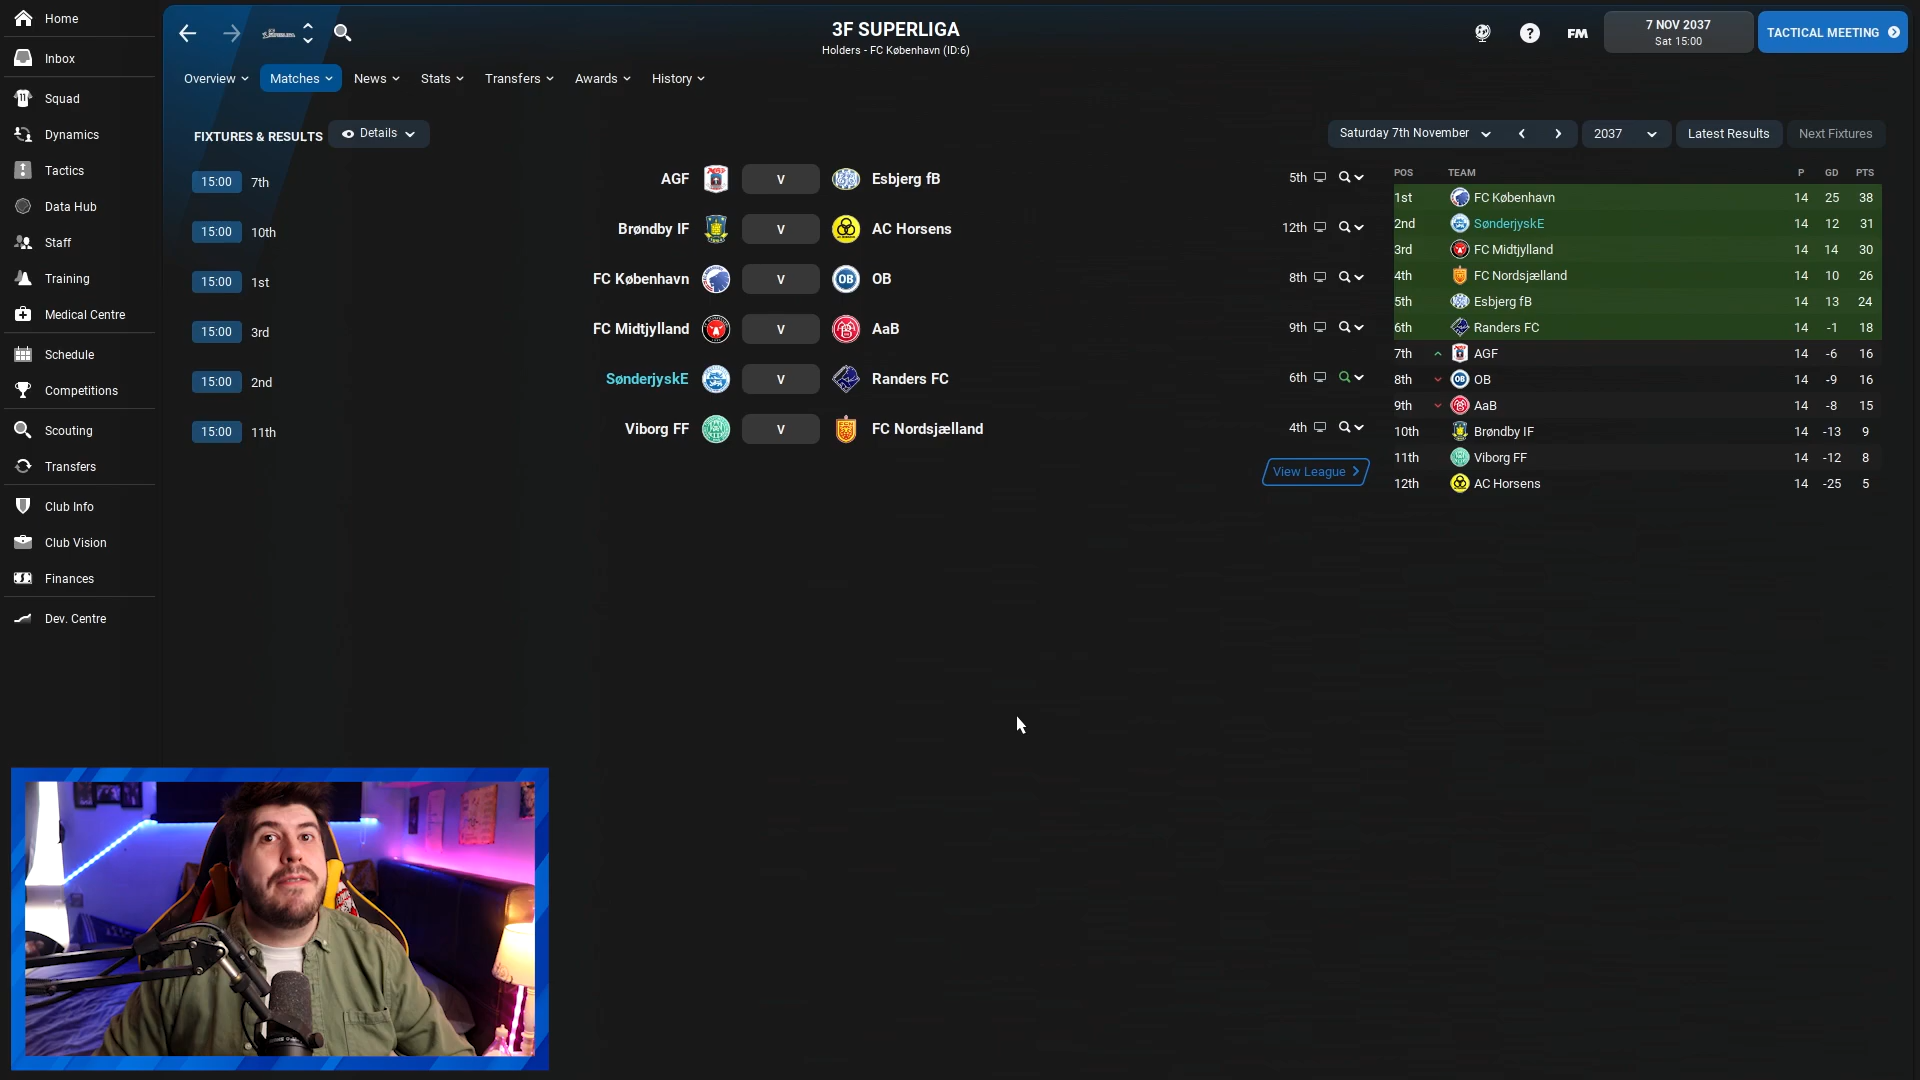 Home
Inbox
Squad
Dynamics
Tactics
Data Hub
Staff
Training
Medical Centre
Schedule
Competitions
Scouting
Transfers
Club Info
Club Vision
Finances
Dev. Centre
3F SUPERLIGA
Holders - FC København (ID:6)
?
FM
7 NOV 2037
Sat 15:00
TACTICAL MEETING
Overview
Matches
News
Stats
Transfers
Awards
History
FIXTURES & RESULTS
Details
Saturday 7th November
2037
Latest Results
Next Fixtures
15:00 7th AGF V Esbjerg fB 5th
15:00 10th Brøndby IF V AC Horsens 12th
15:00 1st FC København V OB OB 8th
15:00 3rd FC Midtjylland V AaB 9th
15:00 2nd SønderjyskE V Randers FC 6th
15:00 11th Viborg FF V FC Nordsjælland 4th
View League
POS TEAM P GD PTS
1st FC København 14 25 38
2nd SønderjyskE 14 12 31
3rd FC Midtjylland 14 14 30
4th FC Nordsjælland 14 10 26
5th Esbjerg fB 14 13 24
6th Randers FC 14 -1 18
7th AGF 14 -6 16
8th OB OB 14 -9 16
9th AaB 14 -8 15
10th Brøndby IF 14 -13 9
11th Viborg FF 14 -12 8
12th AC Horsens 14 -25 5